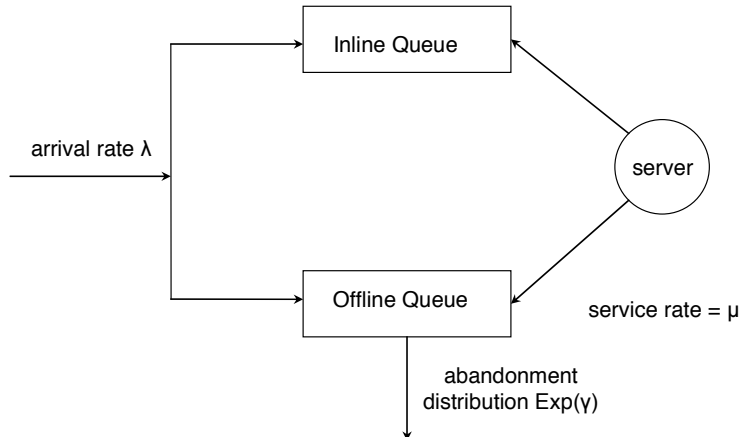 Inline Queue
arrival rate λ
server
Offline Queue
service rate = μ
abandonment
distribution Exp(γ)